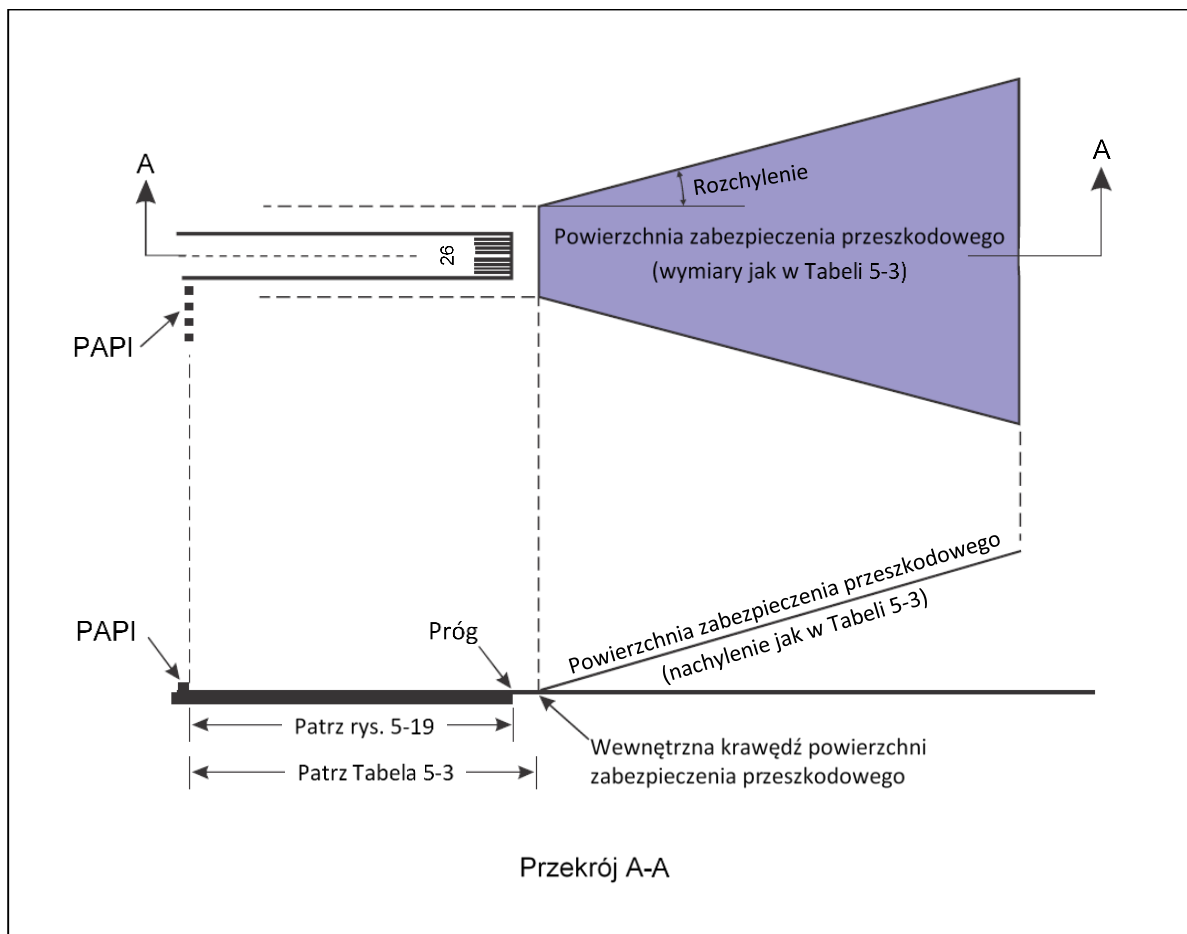 A
A
Rozchylenie
Powierzchnia zabezpieczenia przeszkodowego
(wymiary jak w Tabeli 5-3)
26
PAPI
Powierzchnia zabezpieczenia przeszkodowego
(nachylenie jak w Tabeli 5-3)
PAPI
Próg
Patrz rys. 5-19
Patrz Tabela 5-3
Wewnętrzna krawędź powierzchni
zabezpieczenia przeszkodowego
Przekrój A-A